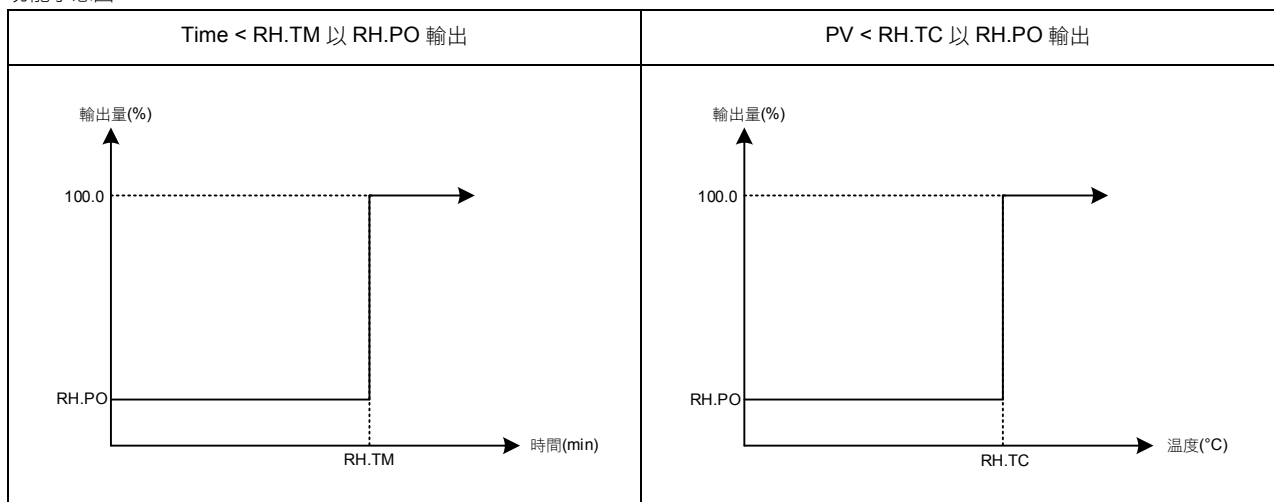 Time < RH.TM 以 RH.PO 輸出
PV < RH.TC 以 RH.PO 輸出
輸出量(%)
100.0
RH.PO
RH.TM
時間(min)
輸出量(%)
100.0
RH.PO
RH.TC
温度(°C)